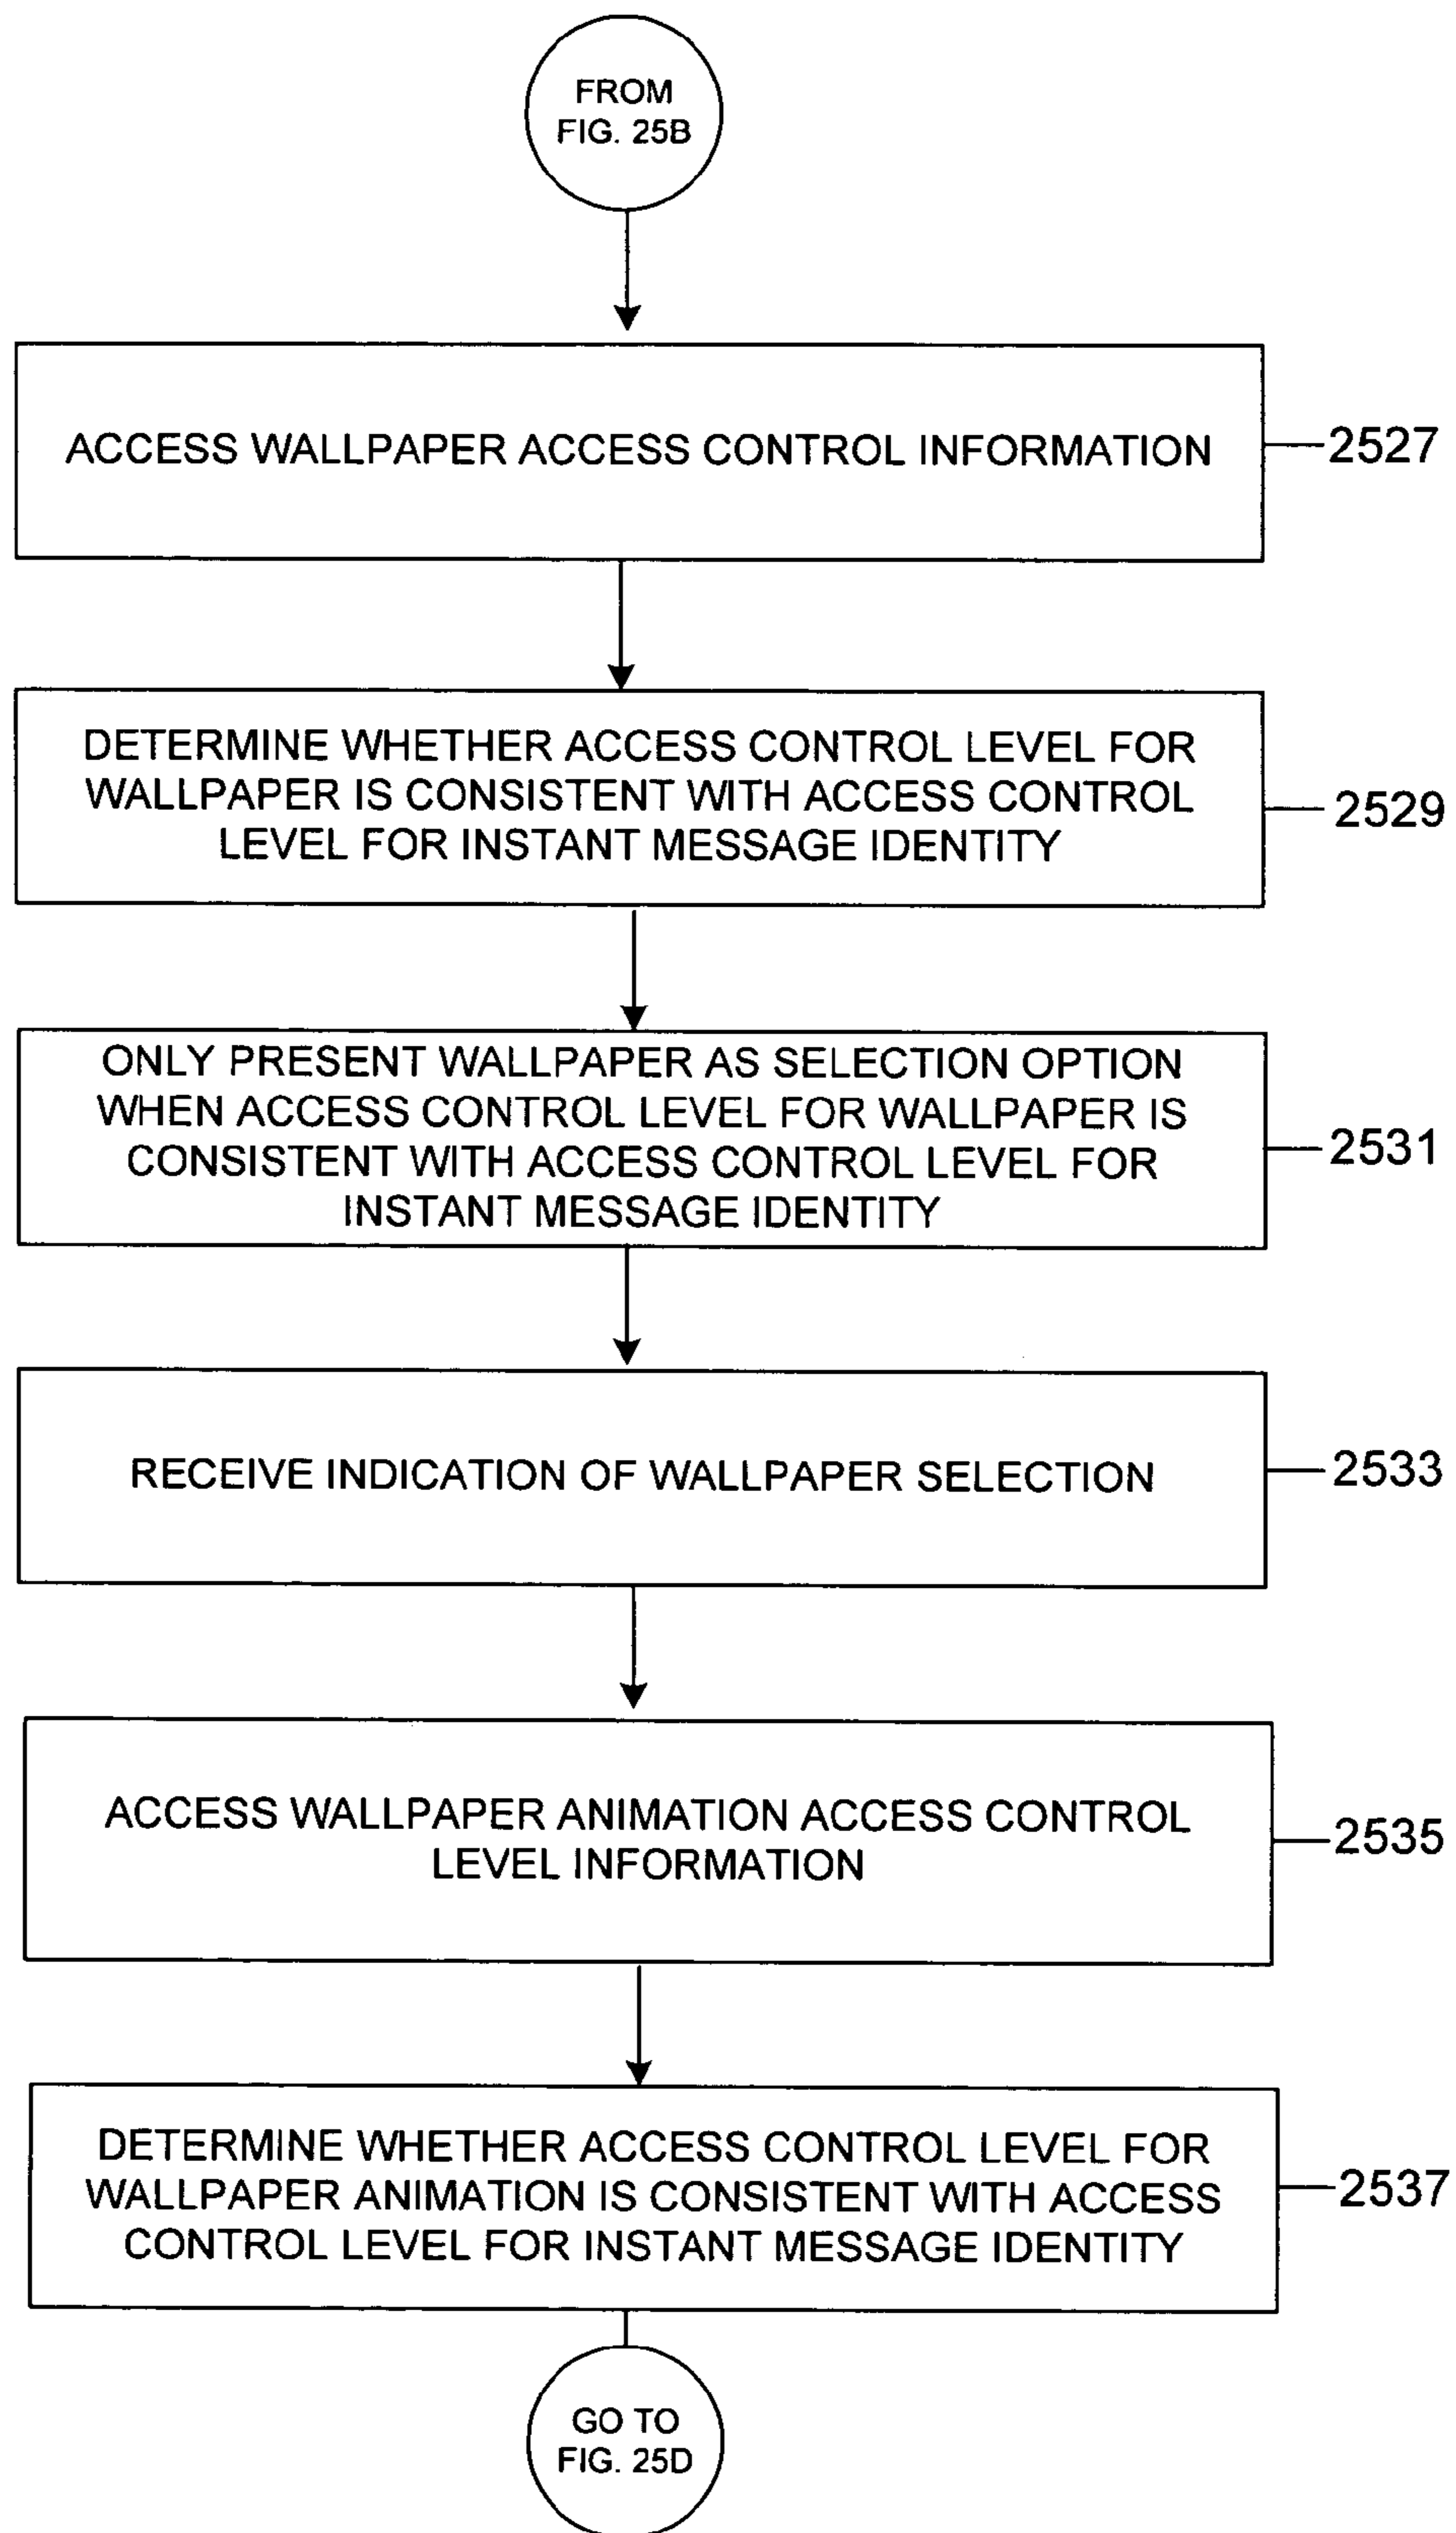 FROM
FIG. 25B
ACCESS WALLPAPER ACCESS CONTROL INFORMATION
2527
DETERMINE WHETHER ACCESS CONTROL LEVEL FOR
WALLPAPER IS CONSISTENT WITH ACCESS CONTROL
LEVEL FOR INSTANT MESSAGE IDENTITY
2529
ONLY PRESENT WALLPAPER AS SELECTION OPTION
WHEN ACCESS CONTROL LEVEL FOR WALLPAPER IS
CONSISTENT WITH ACCESS CONTROL LEVEL FOR
INSTANT MESSAGE IDENTITY
2531
RECEIVE INDICATION OF WALLPAPER SELECTION
2533
ACCESS WALLPAPER ANIMATION ACCESS CONTROL
LEVEL INFORMATION
2535
DETERMINE WHETHER ACCESS CONTROL LEVEL FOR
WALLPAPER ANIMATION IS CONSISTENT WITH ACCESS
CONTROL LEVEL FOR INSTANT MESSAGE IDENTITY
2537
GO TO
FIG. 25D